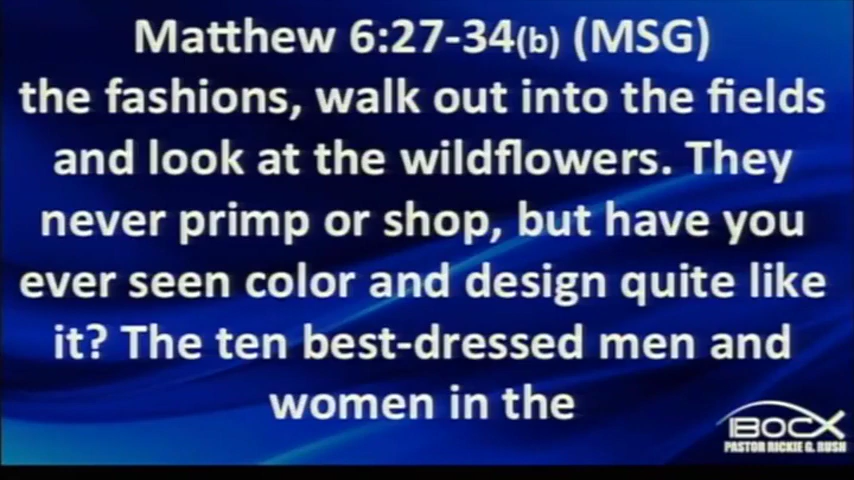 Matthew 6:27-34(b) (MSG)
the fashions, walk out into the fields
and look at the wildflowers. They
never primp or shop, but have you
ever seen color and design quite like
it? The ten best-dressed men and
women in the
IBOCX
PASTOR RICKIE G. RUSH